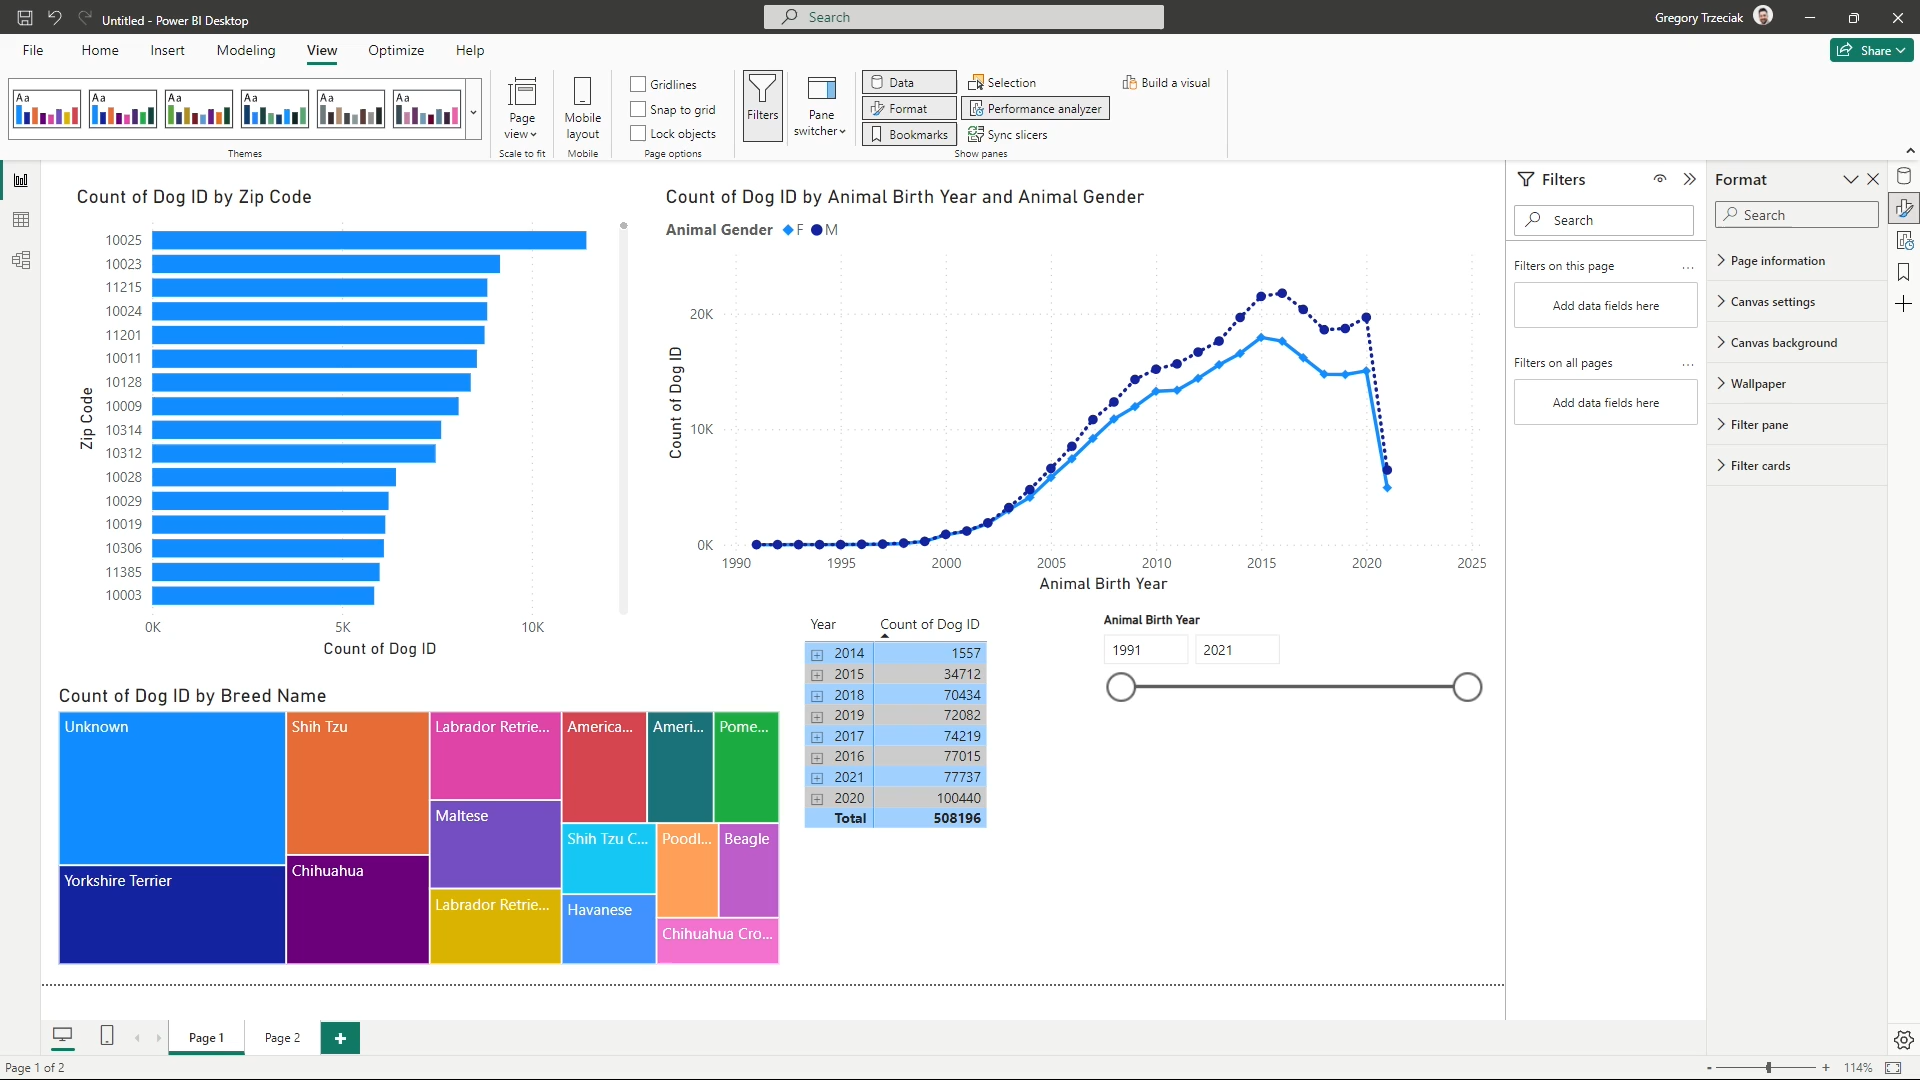 Untitled - Power BI Desktop
Search
Gregory Trzeciak
File Home Insert Modeling View Optimize Help
Share
Aa Aa Aa Aa Aa Aa
Themes
Page view
Scale to fit
Mobile layout
Mobile
Gridlines
Snap to grid
Lock objects
Page options
Filters
Pane switcher
Data
Format
Bookmarks
Selection
Performance analyzer
Sync slicers
Build a visual
Show panes
Count of Dog ID by Zip Code
Zip Code
10025
10023
11215
10024
11201
10011
10128
10009
10314
10312
10028
10029
10019
10306
11385
10003
0K 5K 10K
Count of Dog ID
Count of Dog ID by Animal Birth Year and Animal Gender
Animal Gender F M
Count of Dog ID
20K
10K
0K
1990 1995 2000 2005 2010 2015 2020 2025
Animal Birth Year
Count of Dog ID by Breed Name
Unknown
Yorkshire Terrier
Shih Tzu
Chihuahua
Labrador Retrie...
Maltese
Labrador Retrie...
America...
Ameri...
Pome...
Shih Tzu C...
Havanese
Poodl...
Beagle
Chihuahua Cro...
Year Count of Dog ID
2014 1557
2015 34712
2018 70434
2019 72082
2017 74219
2016 77015
2021 77737
2020 100440
Total 508196
Animal Birth Year
1991 2021
Filters
Search
Filters on this page ...
Add data fields here
Filters on all pages ...
Add data fields here
Format
Search
Page information
Canvas settings
Canvas background
Wallpaper
Filter pane
Filter cards
Page 1 Page 2 +
Page 1 of 2
- + 114%